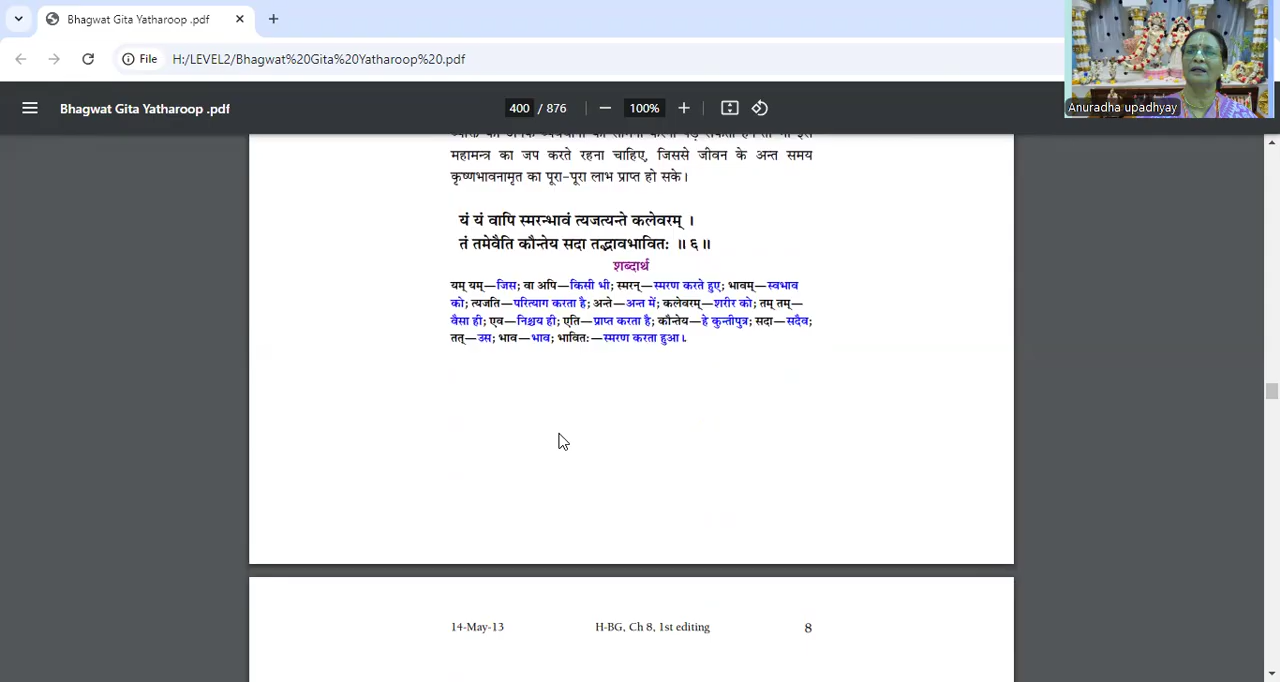 Bhagwat Gita Yatharoop .pdf
File H:/LEVEL2/Bhagwat%20Gita%20Yatharoop%20.pdf
Anuradha upadhyay
Bhagwat Gita Yatharoop .pdf 400 / 876 100%
महामन्त्र का जप करते रहना चाहिए, जिससे जीवन के अन्त समय
कृष्णभावनामृत का पूरा-पूरा लाभ प्राप्त हो सके।
यं यं वापि स्मरन्भावं त्यजत्यन्ते कलेवरम् ।
तं तमेवैति कौन्तेय सदा तद्भावभावितः ॥ ६॥
शब्दार्थ
यम् यम्—जिस; वा अपि—किसी भी; स्मरन्—स्मरण करते हुए; भावम्—स्वभाव
को; त्यजति—परित्याग करता है; अन्ते—अन्त में; कलेवरम्—शरीर को; तम् तम्—
वैसा ही; एव—निश्चय ही; एति—प्राप्त करता है; कौन्तेय—हे कुन्तीपुत्र; सदा—सदैव;
तत्—उस; भाव—भाव; भावितः—स्मरण करता हुआ।
14-May-13 H-BG, Ch 8, 1st editing 8